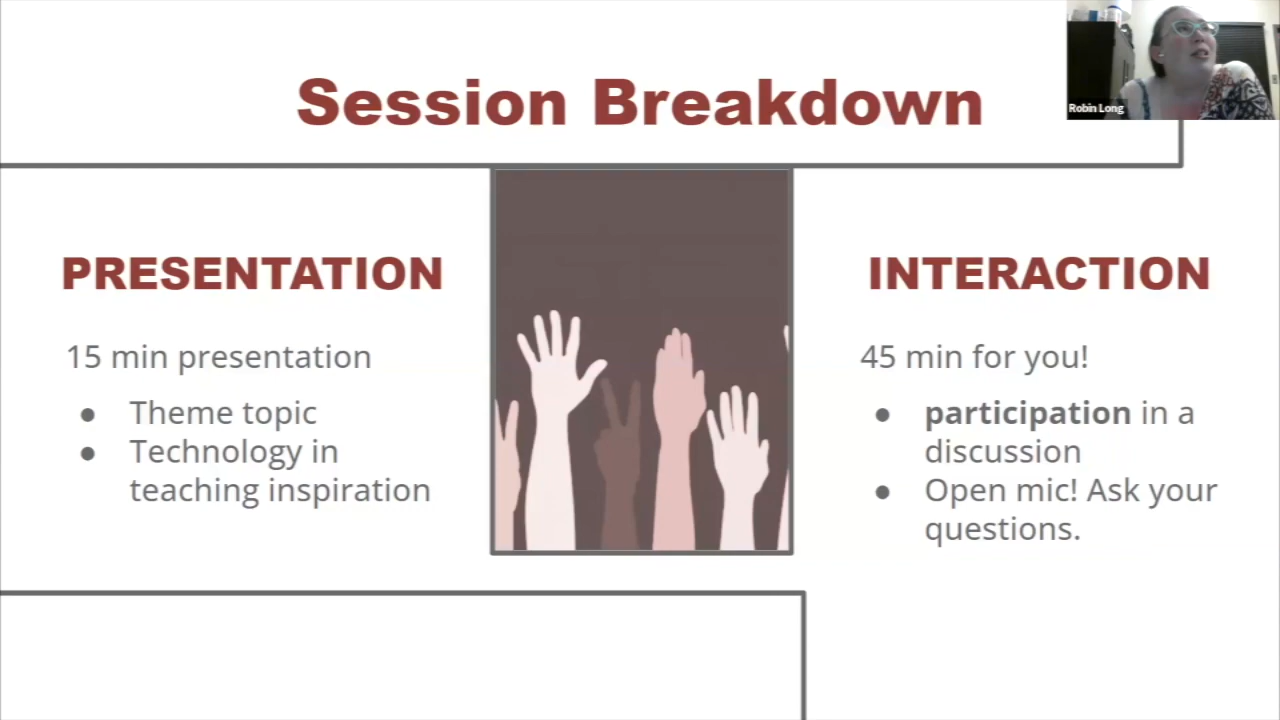 Session Breakdown
Robin Long
PRESENTATION
15 min presentation
● Theme topic
● Technology in
teaching inspiration
INTERACTION
45 min for you!
● participation in a
discussion
● Open mic! Ask your
questions.